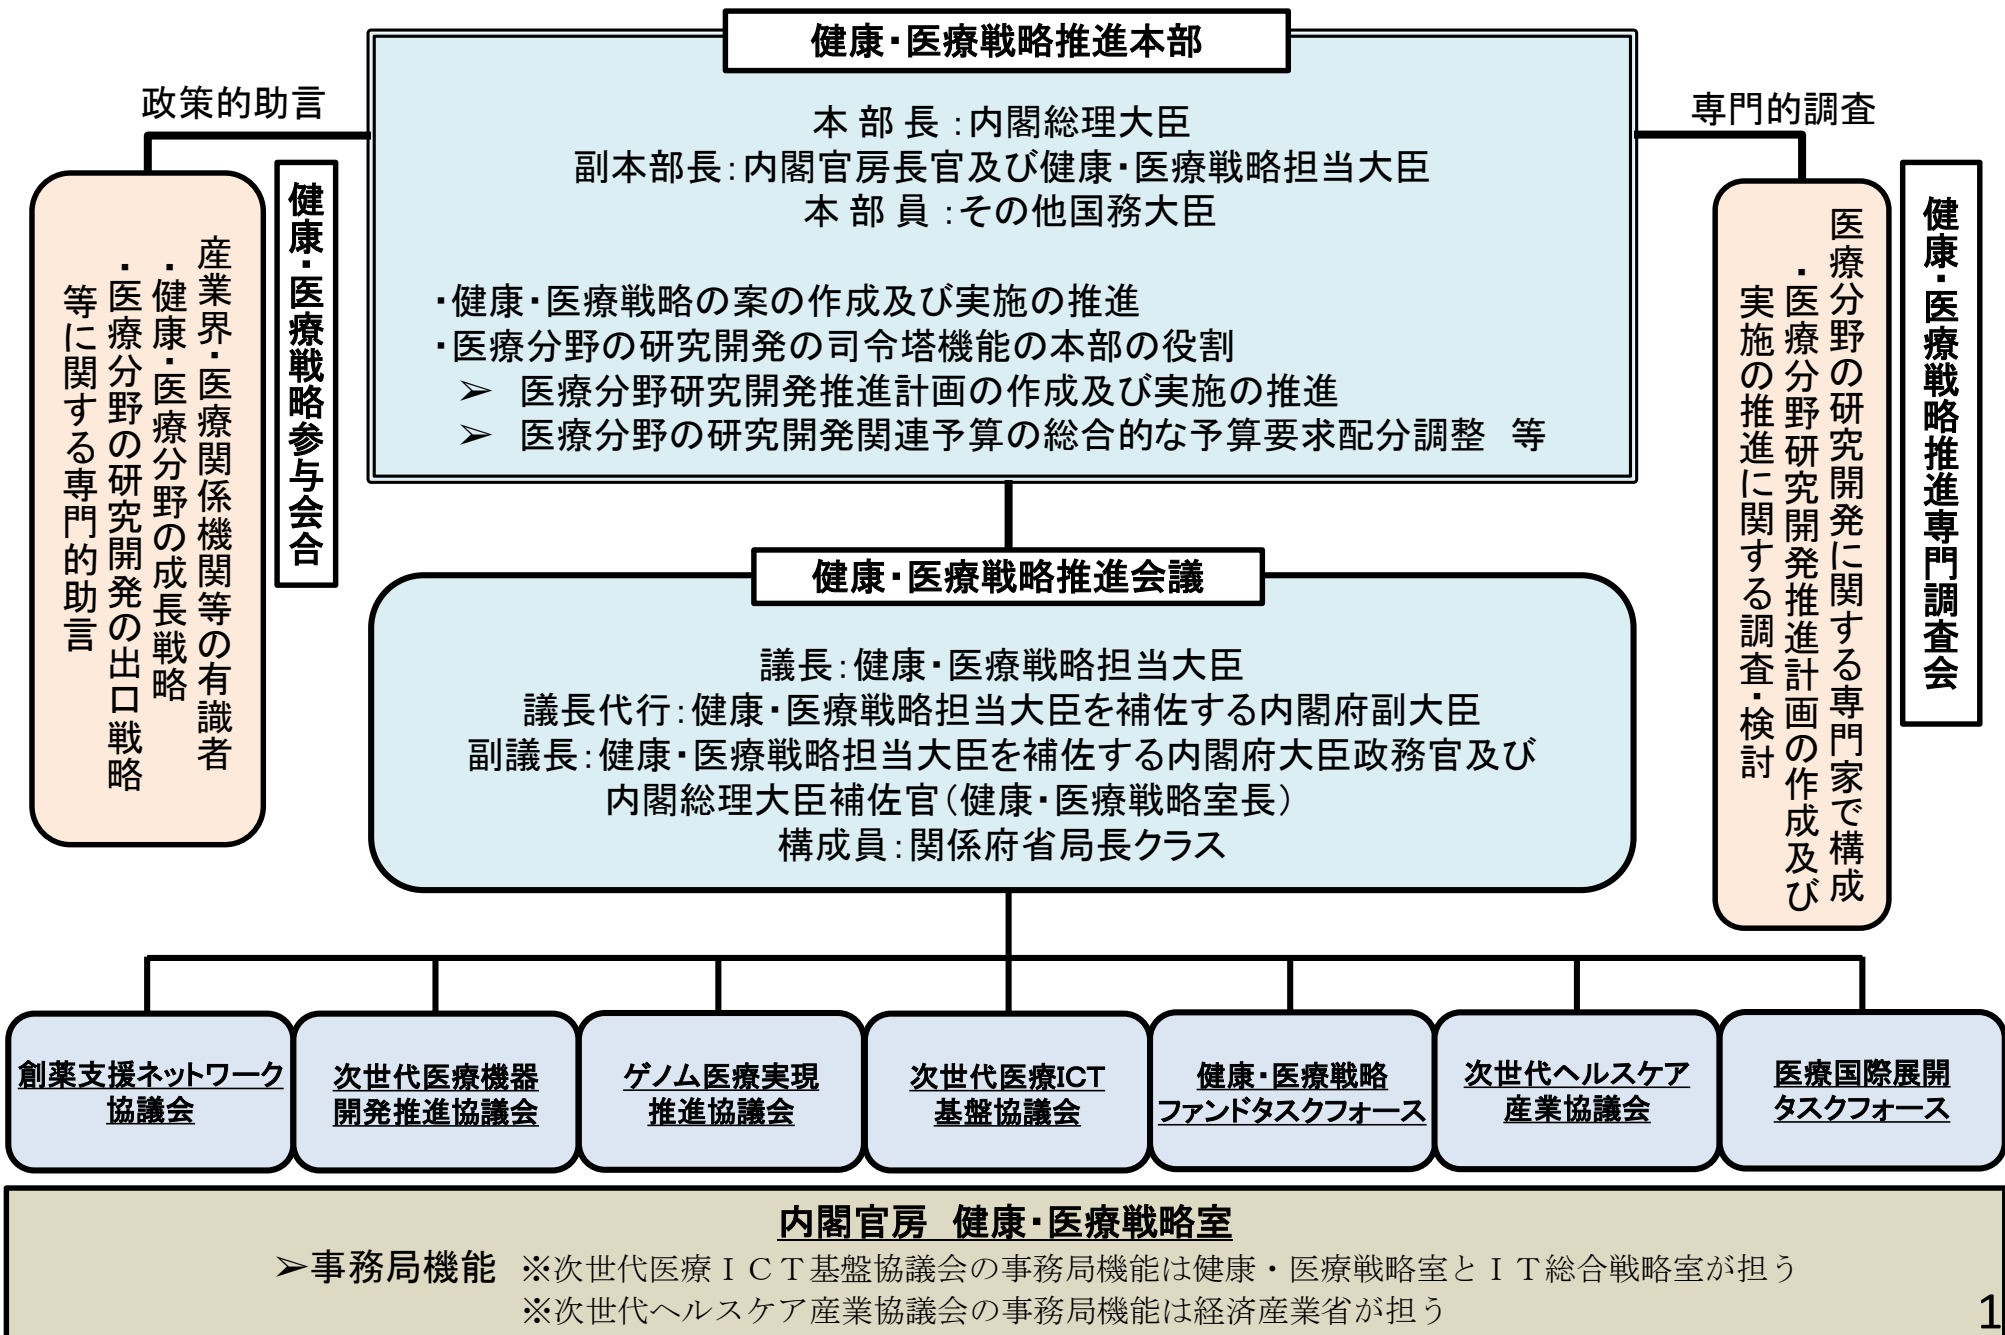 健康・医療戦略推進本部
政策的助言
専門的調査
本 部 長：内閣総理大臣
副本部長：内閣官房長官及び健康・医療戦略担当大臣
本 部 員：その他国務大臣
・健康・医療戦略の案の作成及び実施の推進
・医療分野の研究開発の司令塔機能の本部の役割
➢ 医療分野研究開発推進計画の作成及び実施の推進
➢ 医療分野の研究開発関連予算の総合的な予算要求配分調整　等
健康・医療戦略参与会合
産業界・医療関係機関等の有識者
・健康・医療分野の成長戦略
・医療分野の研究開発の出口戦略
等に関する専門的助言
健康・医療戦略推進専門調査会
医療分野の研究開発に関する専門家で構成
・医療分野研究開発推進計画の作成及び
実施の推進に関する調査・検討
健康・医療戦略推進会議
議長：健康・医療戦略担当大臣
議長代行：健康・医療戦略担当大臣を補佐する内閣府副大臣
副議長：健康・医療戦略担当大臣を補佐する内閣府大臣政務官及び
内閣総理大臣補佐官（健康・医療戦略室長）
構成員：関係府省局長クラス
創薬支援ネットワーク
協議会
次世代医療機器
開発推進協議会
ゲノム医療実現
推進協議会
次世代医療ICT
基盤協議会
健康・医療戦略
ファンドタスクフォース
次世代ヘルスケア
産業協議会
医療国際展開
タスクフォース
内閣官房　健康・医療戦略室
➢事務局機能　※次世代医療ＩＣＴ基盤協議会の事務局機能は健康・医療戦略室とＩＴ総合戦略室が担う
※次世代ヘルスケア産業協議会の事務局機能は経済産業省が担う
1